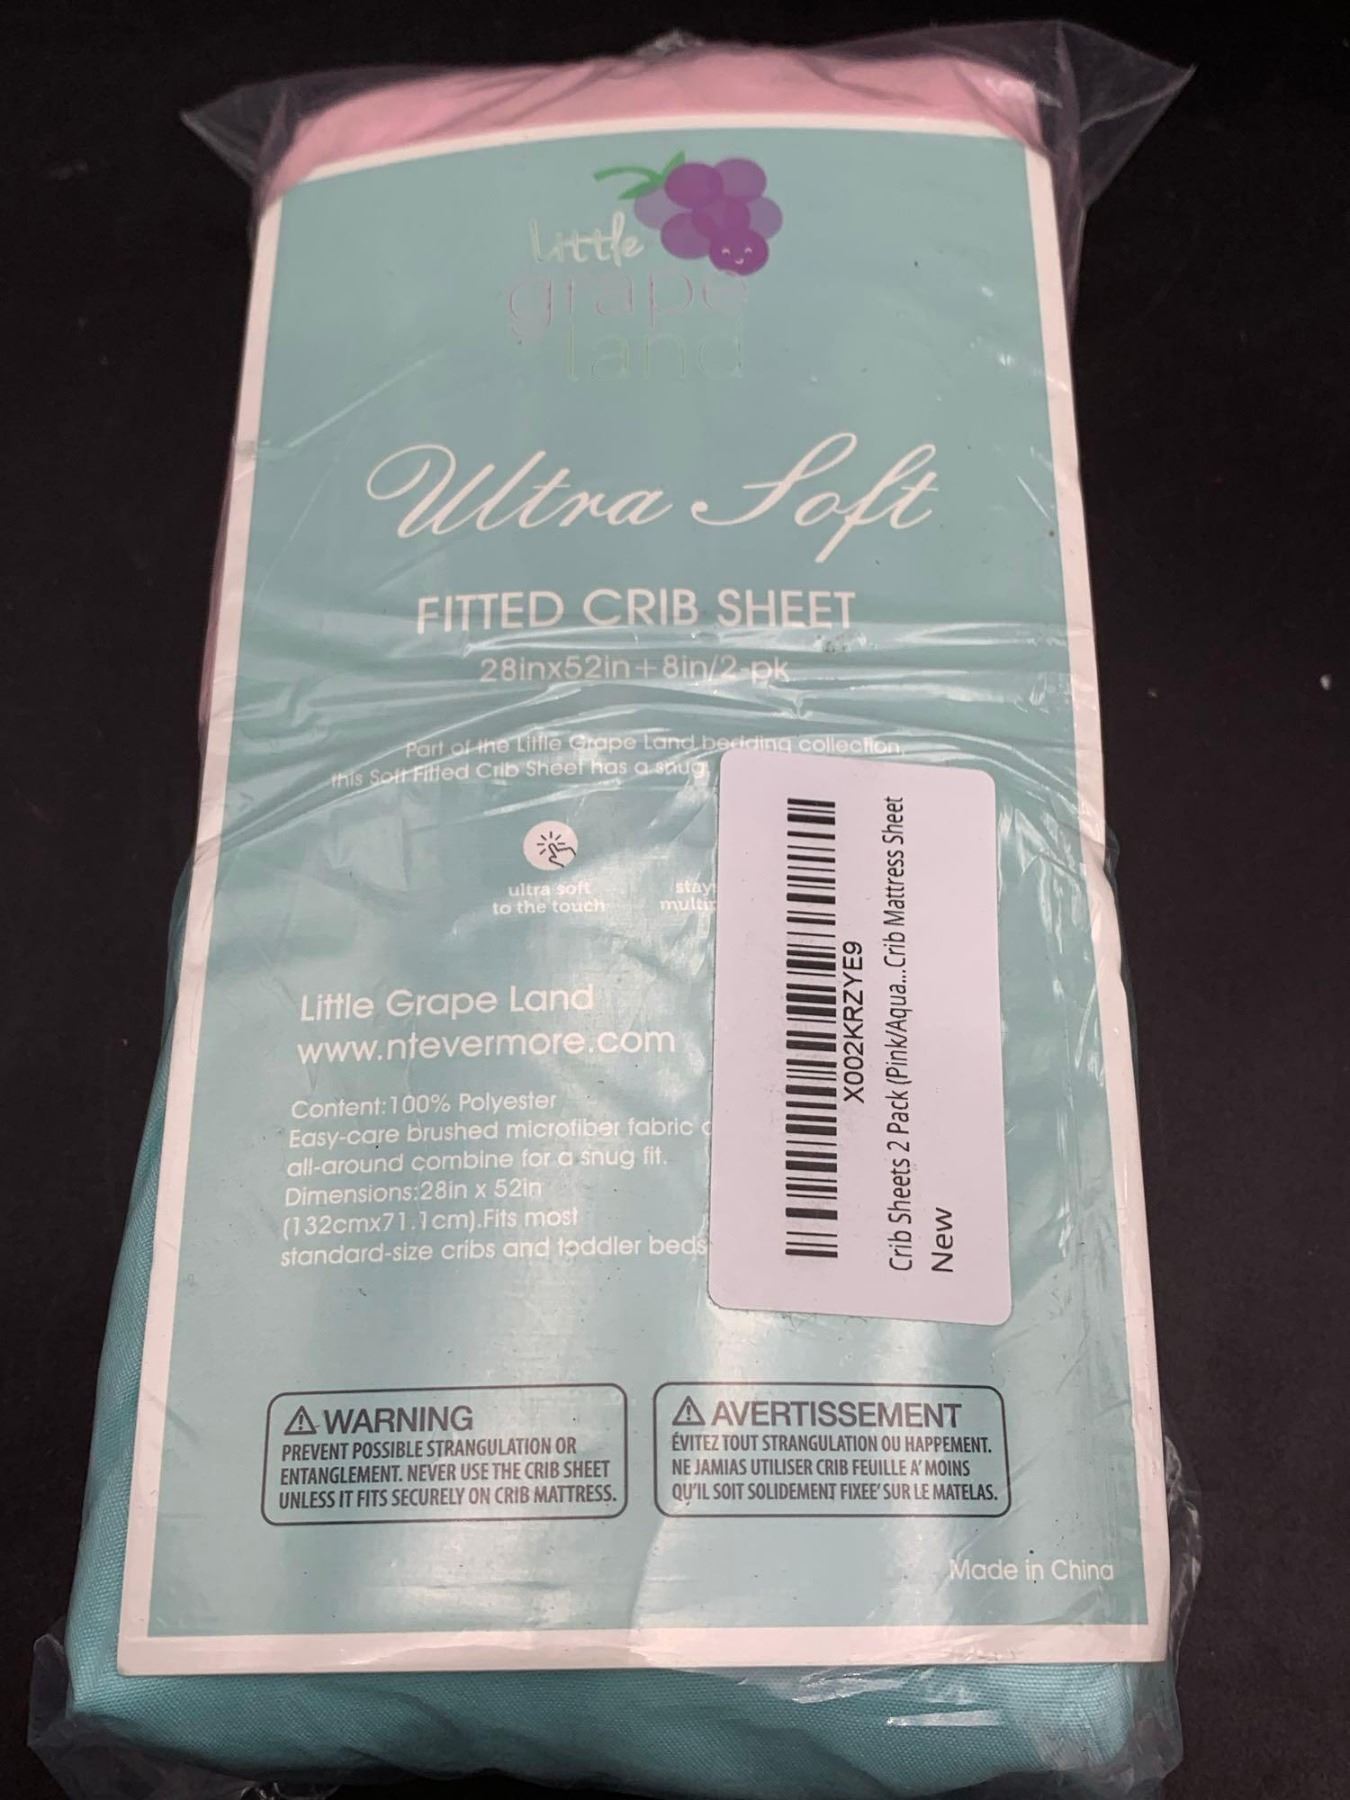 little
grape
land
Ultra Soft
FITTED CRIB SHEET
28inx52in+8in/2-pk
Part of the Little Grape Land bedding collection,
this Soft Fitted Crib Sheet has a snug
ultra soft
to the touch
Little Grape Land
www.ntevermore.com
Content:100% Polyester
Easy-care brushed microfiber fabric
all-around combine for a snug fit.
Dimensions:28in x 52in
(132cmx71.1cm).Fits most
standard-size cribs and toddler beds
X002KRZYE9
Crib Sheets 2 Pack (Pink/Aqua...Crib Mattress Sheet
New
WARNING
PREVENT POSSIBLE STRANGULATION OR
ENTANGLEMENT. NEVER USE THE CRIB SHEET
UNLESS IT FITS SECURELY ON CRIB MATTRESS.
AVERTISSEMENT
ÉVITEZ TOUT STRANGULATION OU HAPPEMENT.
NE JAMIAS UTILISER CRIB FEUILLE A' MOINS
QU'IL SOIT SOLIDEMENT FIXEE' SUR LE MATELAS.
Made in China